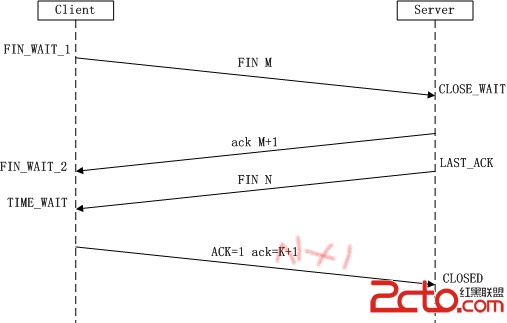 Client
Server
FIN_WAIT_1
FIN M
CLOSE_WAIT
ack M+1
FIN_WAIT_2
LAST_ACK
FIN N
TIME_WAIT
N+1
ACK=1 ack=K+1
CLOSED
2cto.com
红黑联盟